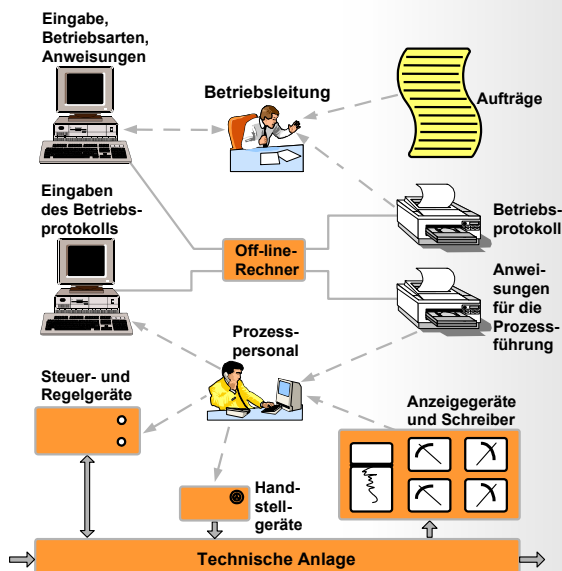 Eingabe,
Betriebsarten,
Anweisungen
Betriebsleitung
Aufträge
Eingaben
des Betriebs-
protokolls
Off-line-
Rechner
Betriebs-
protokoll
Anwei-
sungen
für die
Prozess-
führung
Prozess-
personal
Steuer- und
Regelgeräte
Anzeigegeräte
und Schreiber
Hand-
stell-
geräte
Technische Anlage